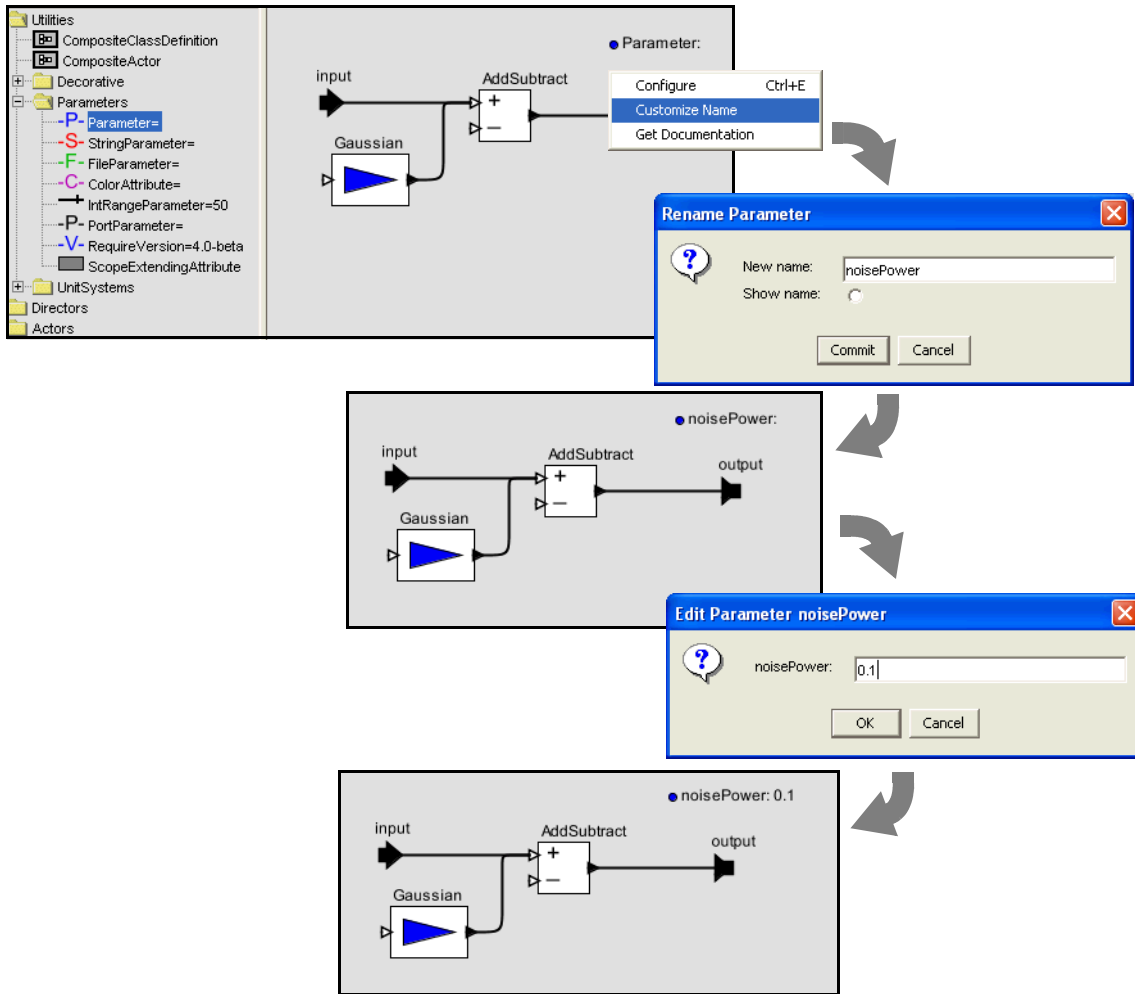 Utilities
CompositeClassDefinition
CompositeActor
Decorative
Parameters
-P- Parameter=
-S- StringParameter=
-F- FileParameter=
-C- ColorAttribute=
IntRangeParameter=50
-P- PortParameter=
-V- RequireVersion=4.0-beta
ScopeExtendingAttribute
UnitSystems
Directors
Actors
Parameter:
input
AddSubtract
+
−
Gaussian
Configure Ctrl+E
Customize Name
Get Documentation
Rename Parameter
?
New name: noisePower
Show name:
Commit Cancel
noisePower:
input
AddSubtract
output
+
−
Gaussian
Edit Parameter noisePower
?
noisePower: 0.1
OK Cancel
noisePower: 0.1
input
AddSubtract
output
+
−
Gaussian